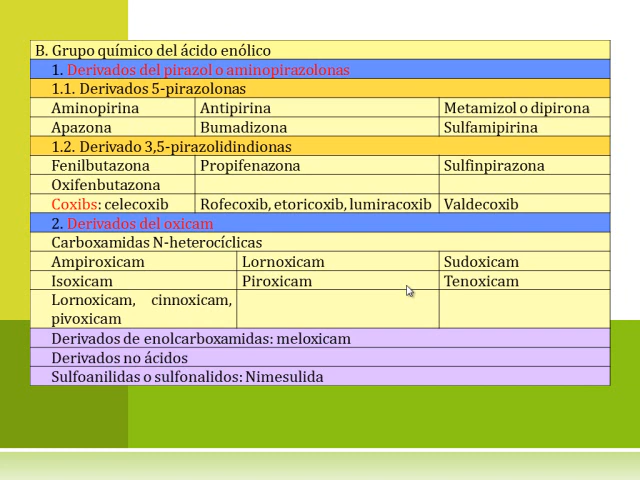 B. Grupo químico del ácido enólico
1. Derivados del pirazol o aminopirazolonas
1.1. Derivados 5-pirazolonas
Aminopirina Antipirina Metamizol o dipirona
Apazona Bumadizona Sulfamipirina
1.2. Derivado 3,5-pirazolidindionas
Fenilbutazona Propifenazona Sulfinpirazona
Oxifenbutazona
Coxibs: celecoxib Rofecoxib, etoricoxib, lumiracoxib Valdecoxib
2. Derivados del oxicam
Carboxamidas N-heterocíclicas
Ampiroxicam Lornoxicam Sudoxicam
Isoxicam Piroxicam Tenoxicam
Lornoxicam, cinnoxicam,
pivoxicam
Derivados de enolcarboxamidas: meloxicam
Derivados no ácidos
Sulfoanilidas o sulfonalidos: Nimesulida